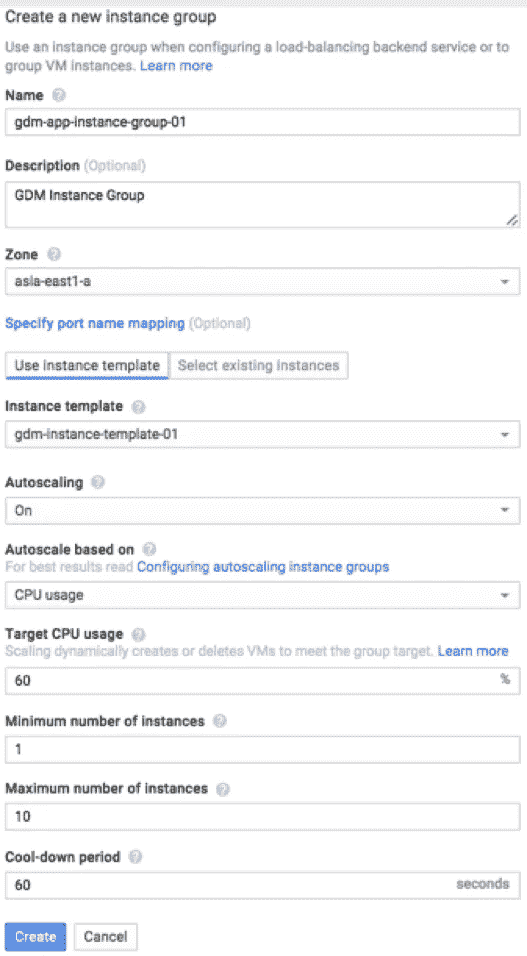 Create a new instance group
Use an instance group when configuring a load-balancing backend service or to
group VM instances. Learn more
Name ?
gdm-app-instance-group-01
Description (Optional)
GDM Instance Group
Zone ?
asia-east1-a
Specify port name mapping (Optional)
Use instance template Select existing instances
Instance template ?
gdm-instance-template-01
Autoscaling ?
On
Autoscale based on ?
For best results read Configuring autoscaling instance groups
CPU usage
Target CPU usage ?
Scaling dynamically creates or deletes VMs to meet the group target. Learn more
60 %
Minimum number of instances ?
1
Maximum number of instances ?
10
Cool-down period ?
60 seconds
Create Cancel